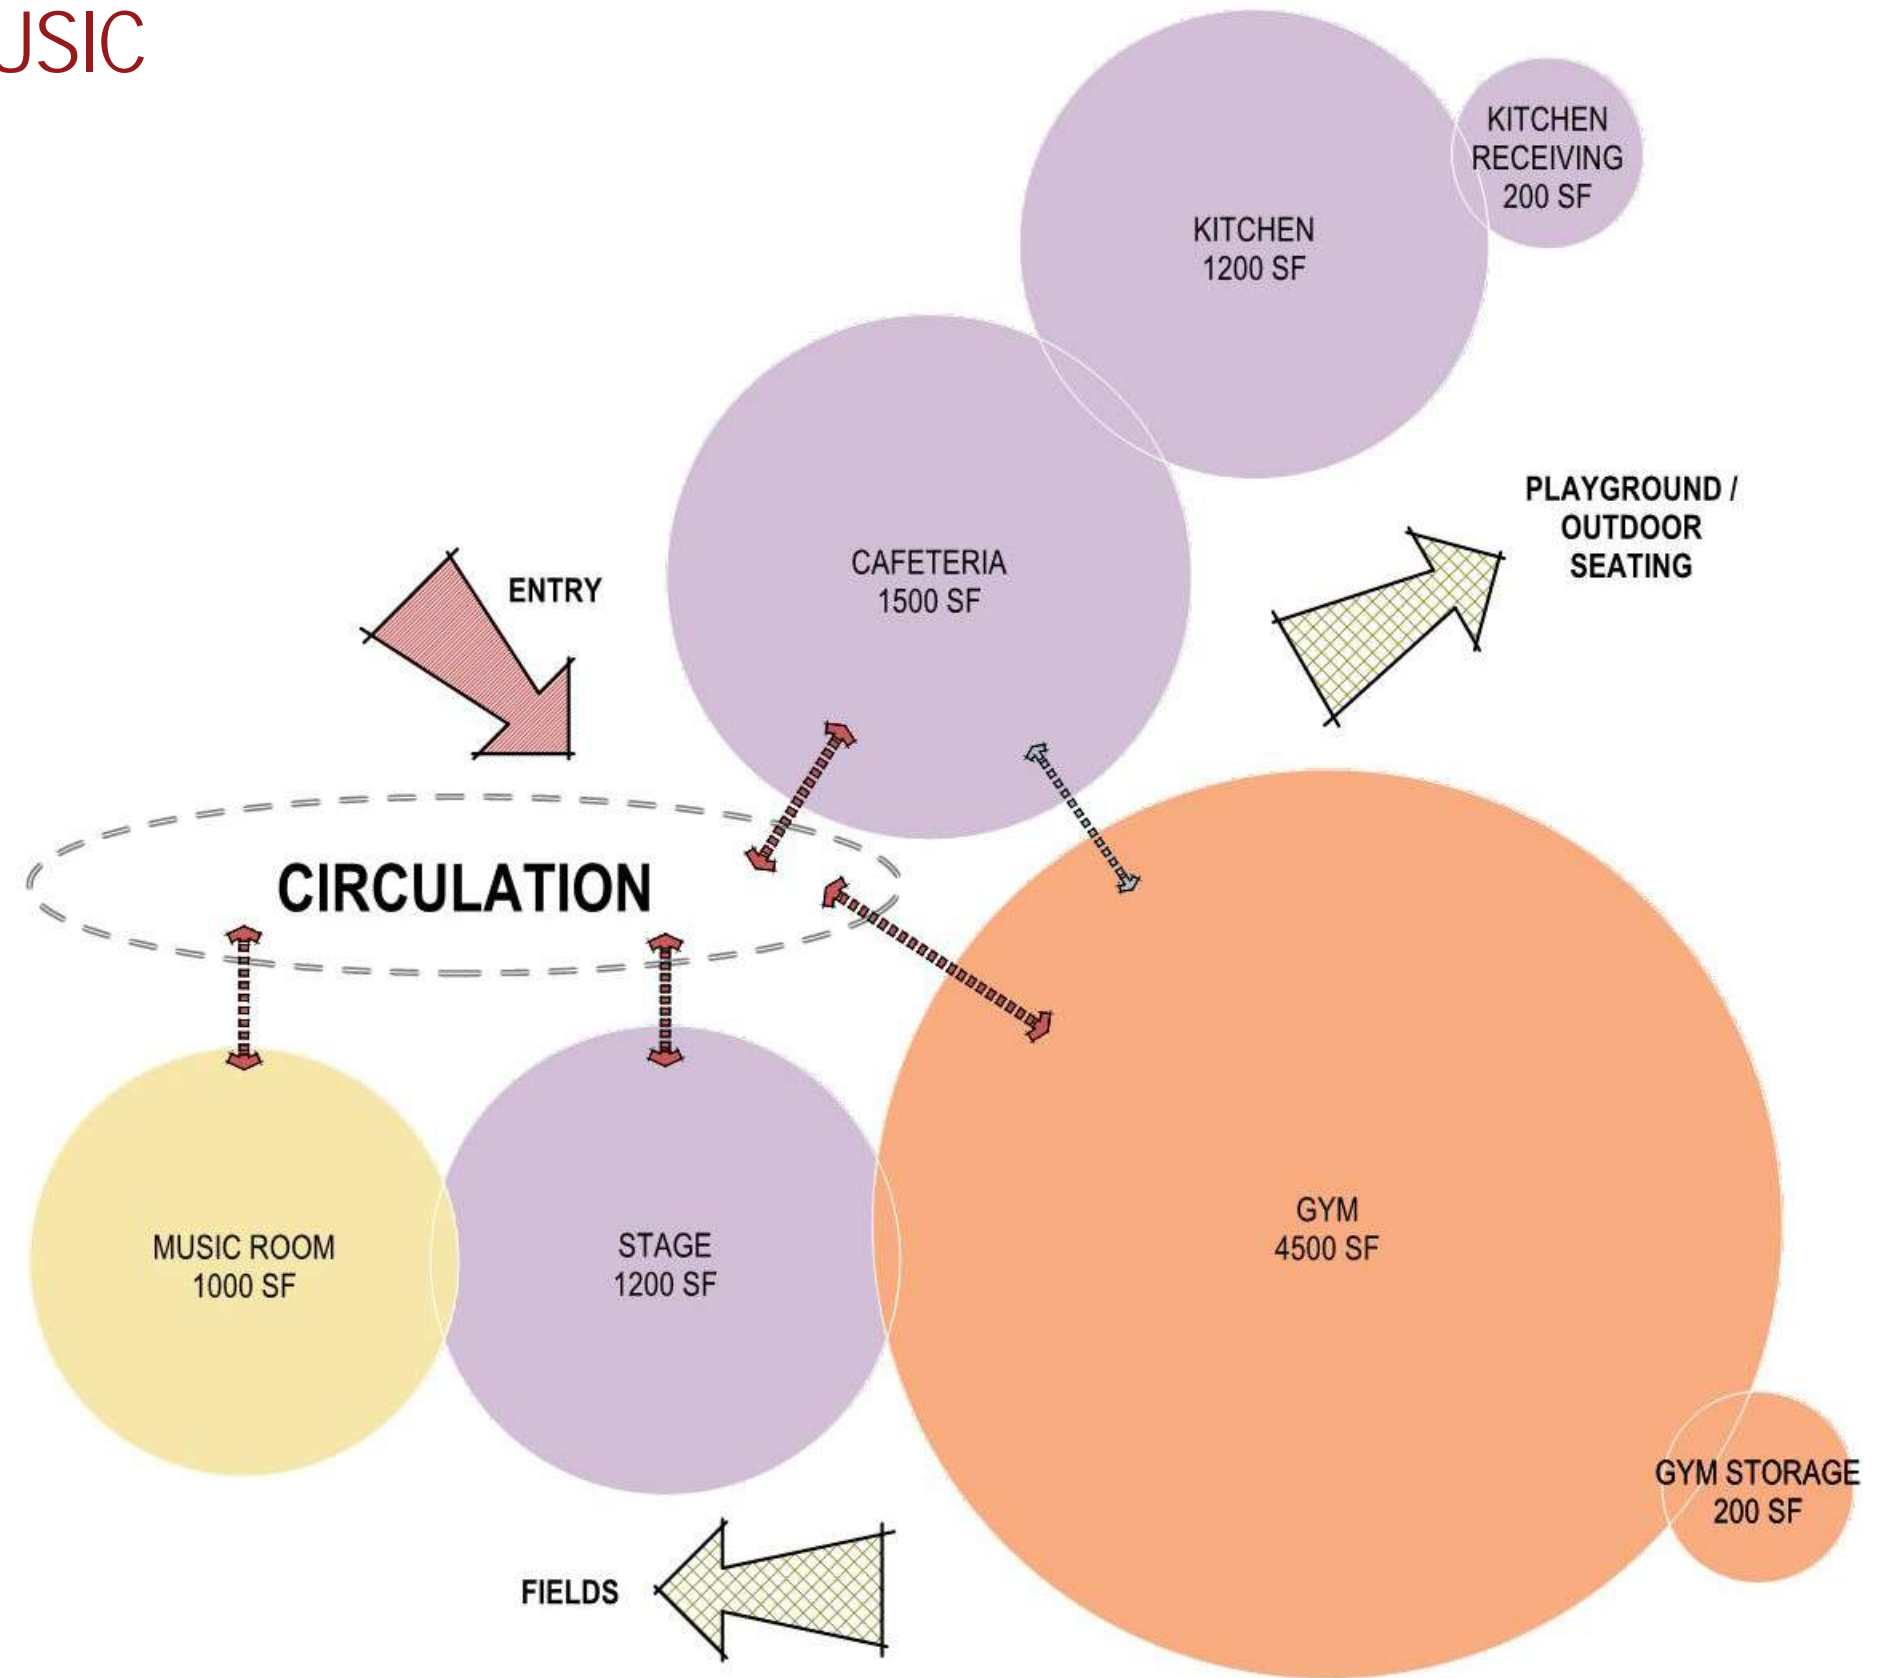 USIC
KITCHEN
RECEIVING
200 SF
KITCHEN
1200 SF
PLAYGROUND /
OUTDOOR
SEATING
CAFETERIA
1500 SF
ENTRY
CIRCULATION
GYM
4500 SF
MUSIC ROOM
1000 SF
STAGE
1200 SF
GYM STORAGE
200 SF
FIELDS